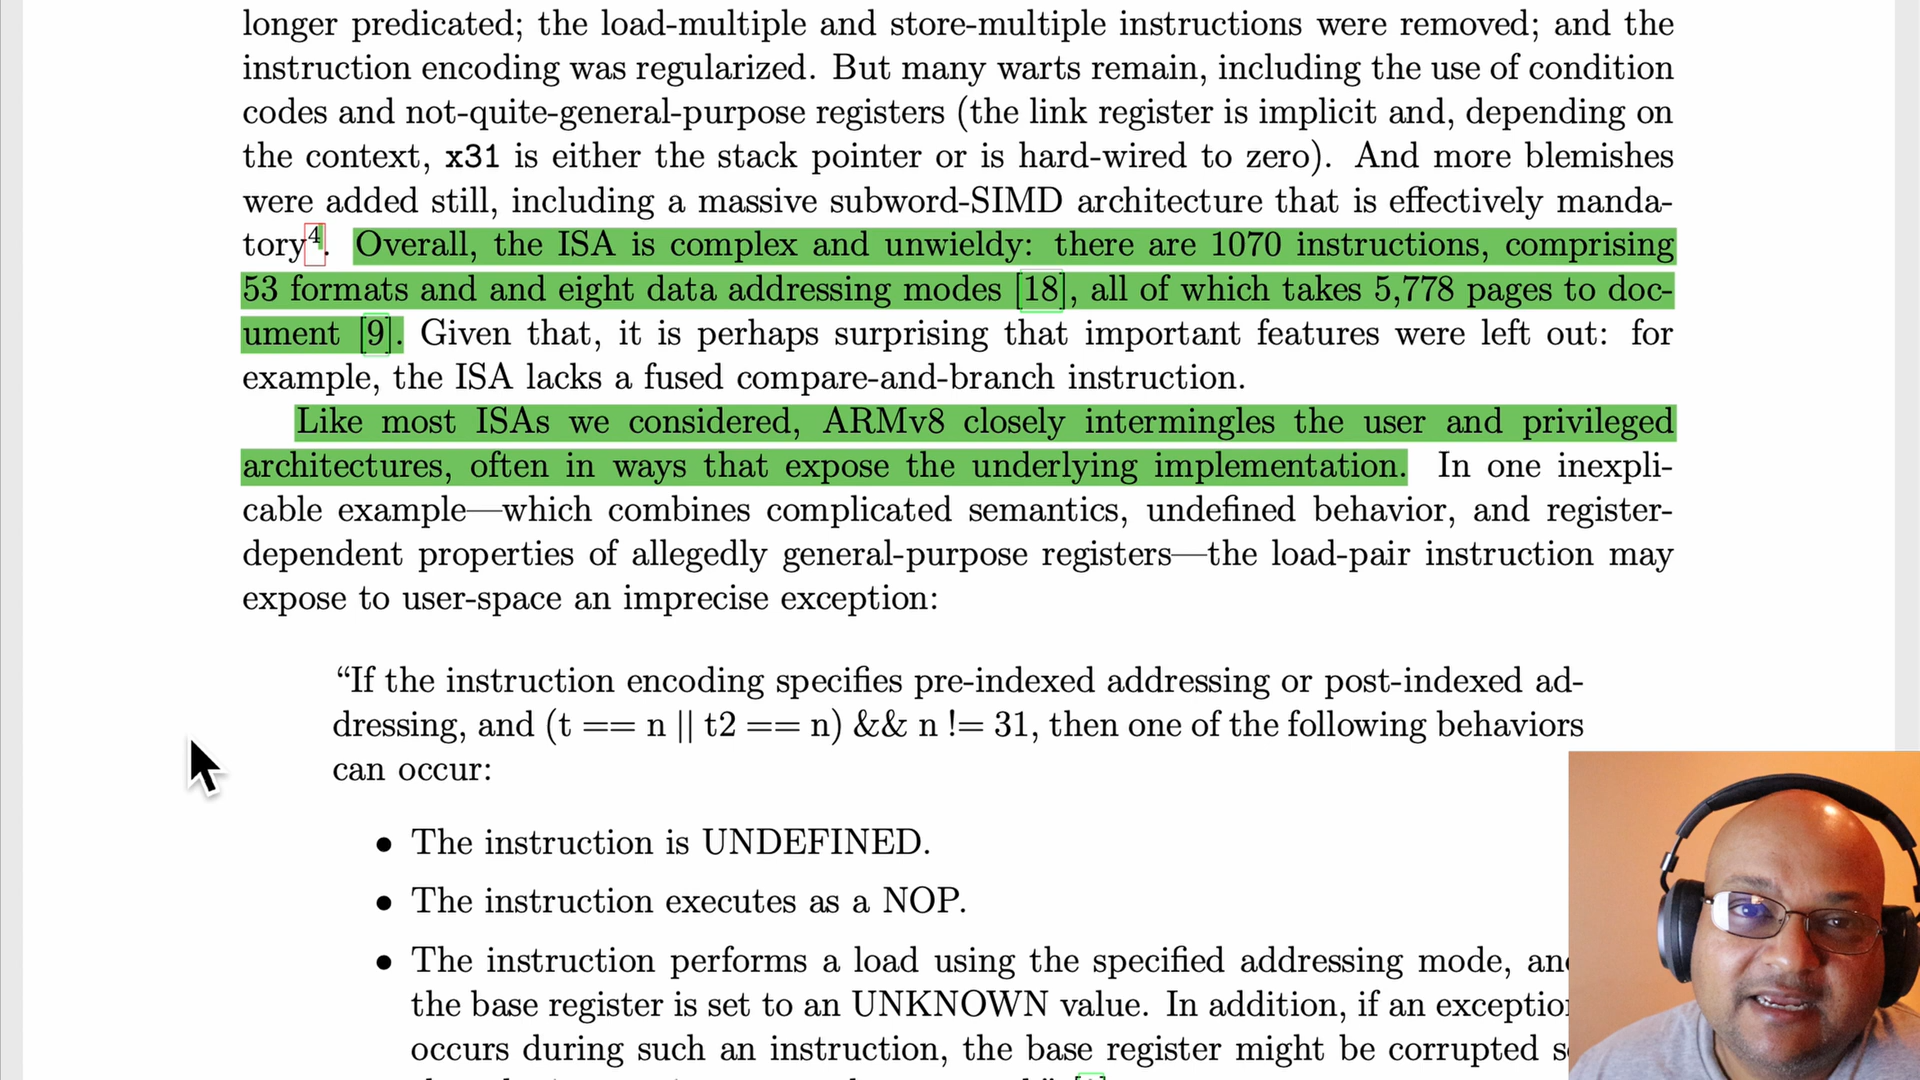 longer predicated; the load-multiple and store-multiple instructions were removed; and the
instruction encoding was regularized. But many warts remain, including the use of condition
codes and not-quite-general-purpose registers (the link register is implicit and, depending on
the context, x31 is either the stack pointer or is hard-wired to zero). And more blemishes
were added still, including a massive subword-SIMD architecture that is effectively manda-
tory4. Overall, the ISA is complex and unwieldy: there are 1070 instructions, comprising
53 formats and and eight data addressing modes [18], all of which takes 5,778 pages to doc-
ument [9]. Given that, it is perhaps surprising that important features were left out: for
example, the ISA lacks a fused compare-and-branch instruction.
Like most ISAs we considered, ARMv8 closely intermingles the user and privileged
architectures, often in ways that expose the underlying implementation. In one inexpli-
cable example—which combines complicated semantics, undefined behavior, and register-
dependent properties of allegedly general-purpose registers—the load-pair instruction may
expose to user-space an imprecise exception:
“If the instruction encoding specifies pre-indexed addressing or post-indexed ad-
dressing, and (t == n || t2 == n) && n != 31, then one of the following behaviors
can occur:
• The instruction is UNDEFINED.
• The instruction executes as a NOP.
• The instruction performs a load using the specified addressing mode, an
the base register is set to an UNKNOWN value. In addition, if an exceptio
occurs during such an instruction, the base register might be corrupted s